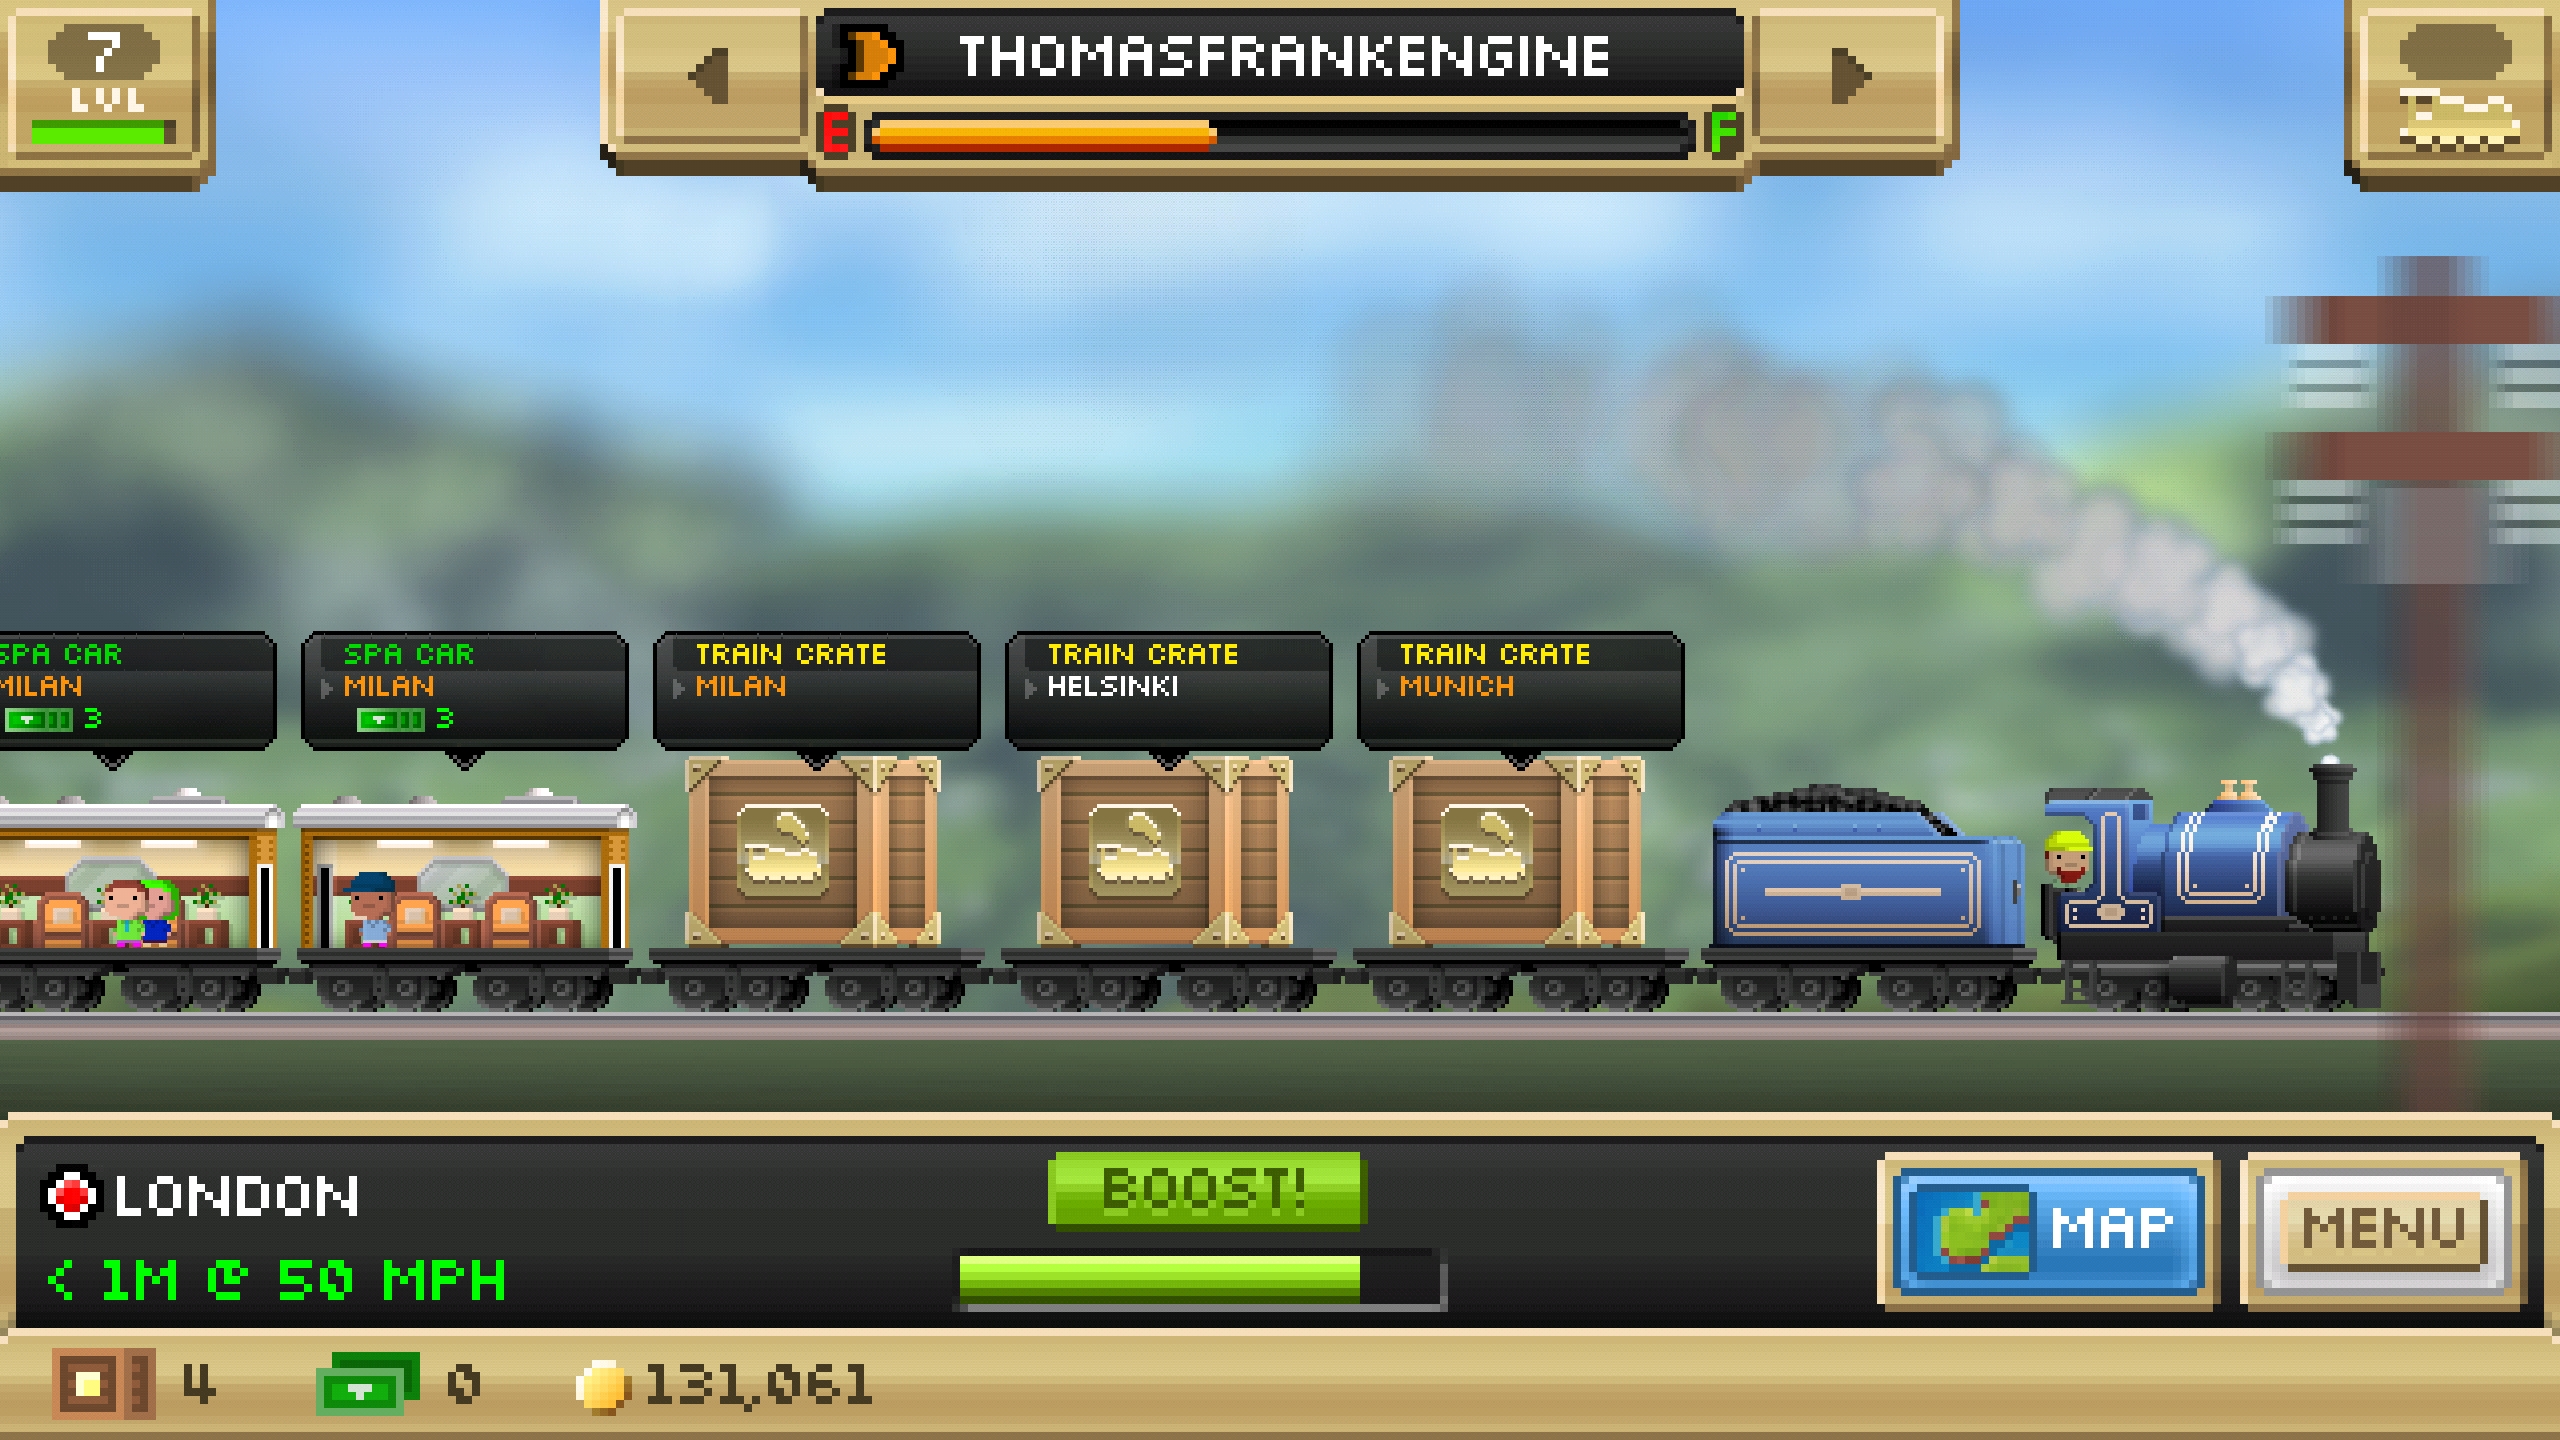 7
LVL
THOMASFRANKENGINE
E F
SPA CAR
MILAN
3
SPA CAR
MILAN
3
TRAIN CRATE
MILAN
TRAIN CRATE
HELSINKI
TRAIN CRATE
MUNICH
LONDON
< 1M @ 50 MPH
BOOST!
MAP
MENU
4
0
131,061